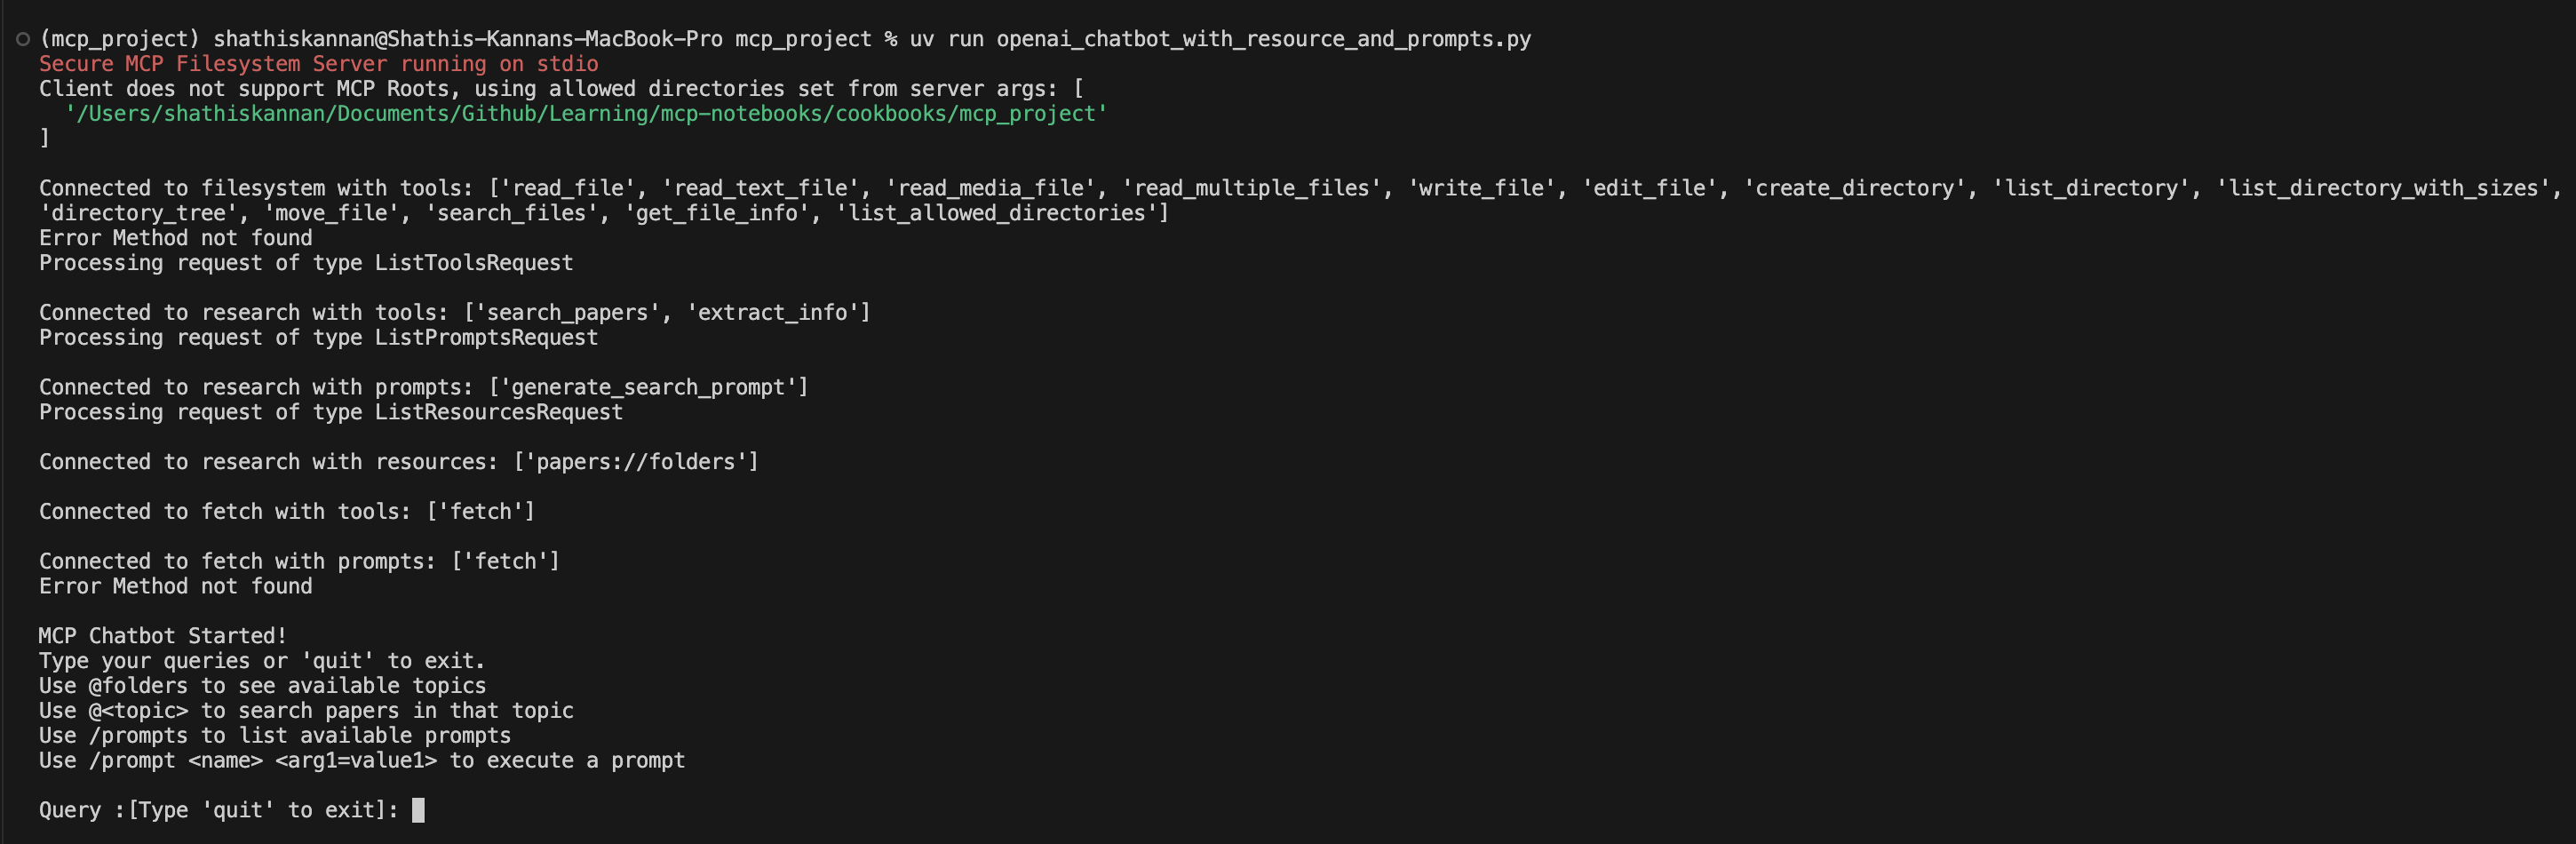 (mcp_project) shathiskannan@Shathis-Kannans-MacBook-Pro mcp_project % uv run openai_chatbot_with_resource_and_prompts.py
Secure MCP Filesystem Server running on stdio
Client does not support MCP Roots, using allowed directories set from server args: [
  '/Users/shathiskannan/Documents/Github/Learning/mcp-notebooks/cookbooks/mcp_project'
]
Connected to filesystem with tools: ['read_file', 'read_text_file', 'read_media_file', 'read_multiple_files', 'write_file', 'edit_file', 'create_directory', 'list_directory', 'list_directory_with_sizes',
'directory_tree', 'move_file', 'search_files', 'get_file_info', 'list_allowed_directories']
Error Method not found
Processing request of type ListToolsRequest
Connected to research with tools: ['search_papers', 'extract_info']
Processing request of type ListPromptsRequest
Connected to research with prompts: ['generate_search_prompt']
Processing request of type ListResourcesRequest
Connected to research with resources: ['papers://folders']
Connected to fetch with tools: ['fetch']
Connected to fetch with prompts: ['fetch']
Error Method not found
MCP Chatbot Started!
Type your queries or 'quit' to exit.
Use @folders to see available topics
Use @<topic> to search papers in that topic
Use /prompts to list available prompts
Use /prompt <name> <arg1=value1> to execute a prompt
Query :[Type 'quit' to exit]: